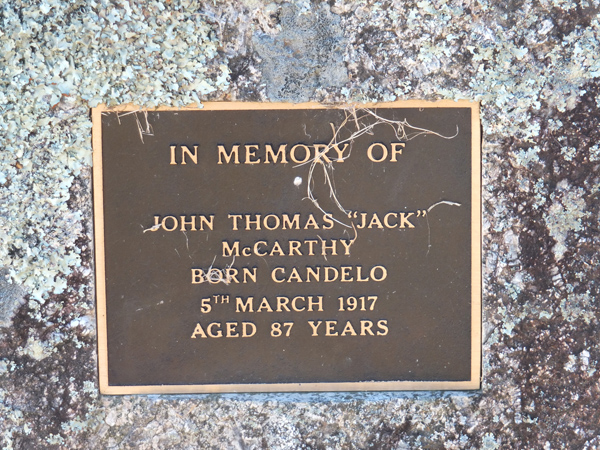 IN MEMORY OF
JOHN THOMAS "JACK"
McCARTHY
BORN CANDELO
5TH MARCH 1917
AGED 87 YEARS